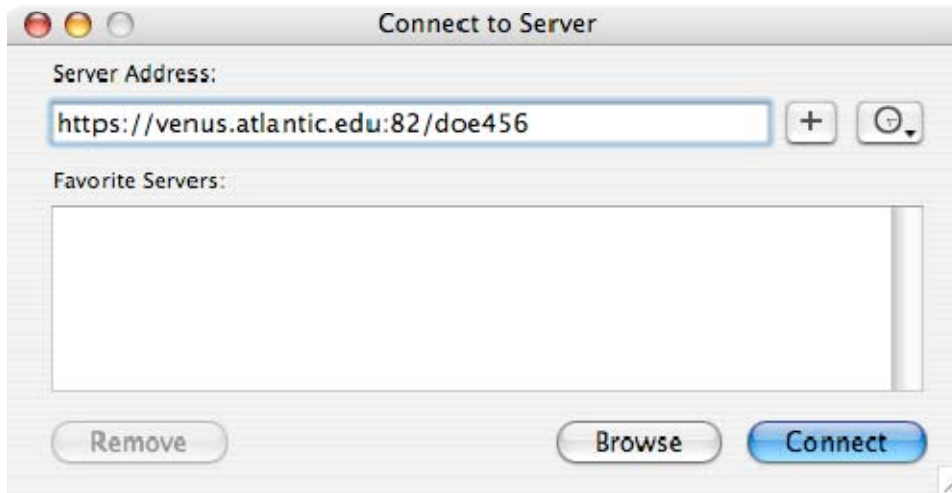 Connect to Server
Server Address:
https://venus.atlantic.edu:82/doe456
+
Favorite Servers:
Remove Browse Connect